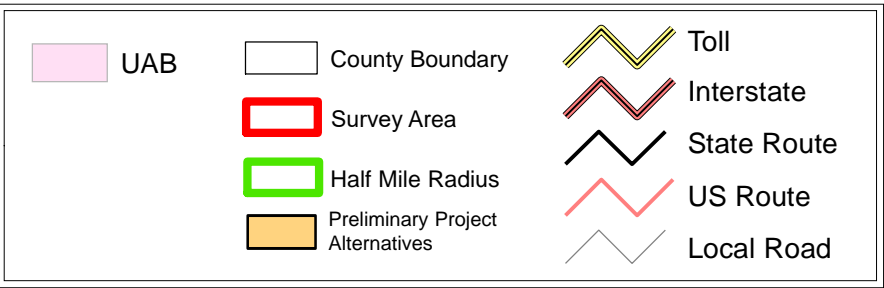 UAB
County Boundary
Survey Area
Half Mile Radius
Preliminary Project
Alternatives
Toll
Interstate
State Route
US Route
Local Road